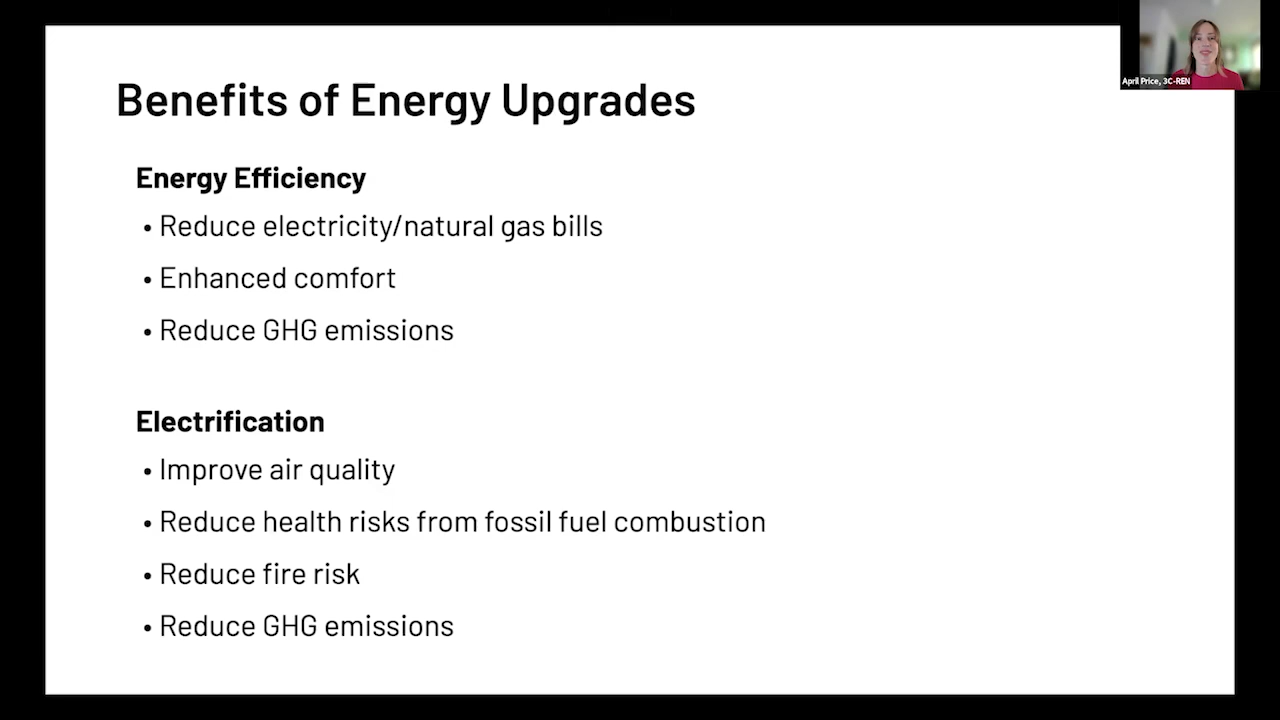 April Price, 3C-REN
Benefits of Energy Upgrades
Energy Efficiency
• Reduce electricity/natural gas bills
• Enhanced comfort
• Reduce GHG emissions
Electrification
• Improve air quality
• Reduce health risks from fossil fuel combustion
• Reduce fire risk
• Reduce GHG emissions